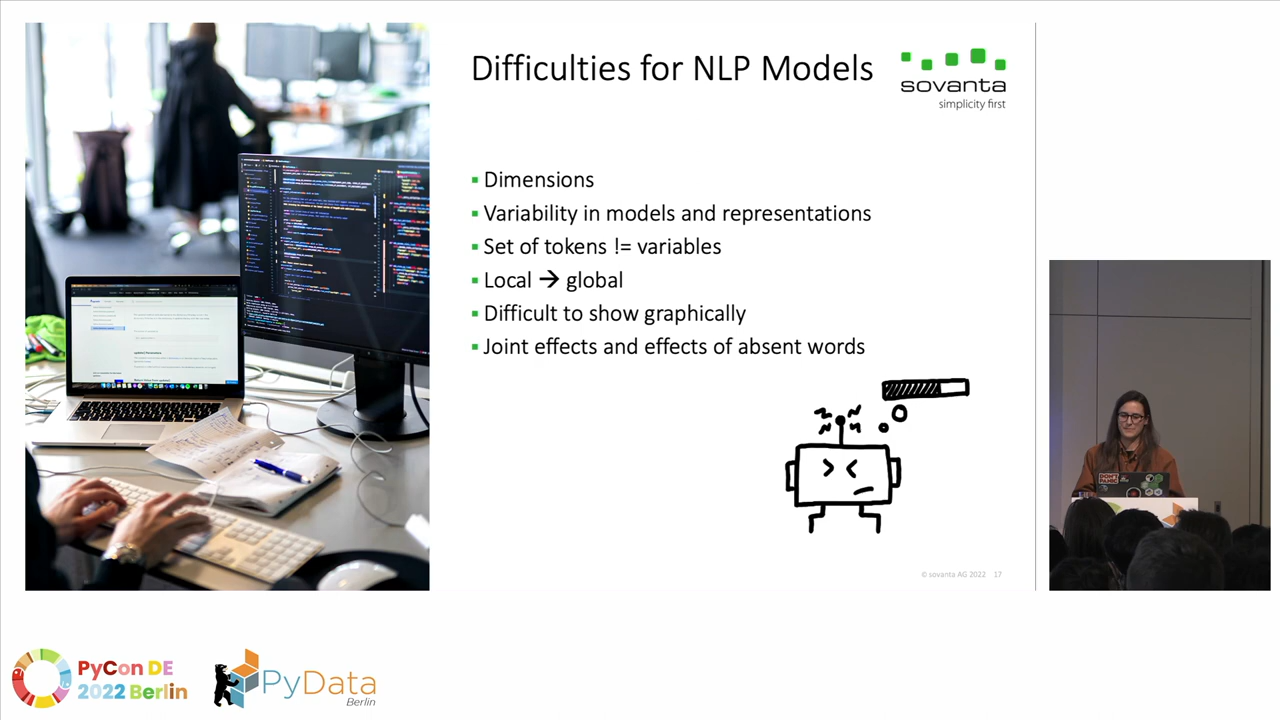 Difficulties for NLP Models
sovanta
simplicity first
▪ Dimensions
▪ Variability in models and representations
▪ Set of tokens != variables
▪ Local → global
▪ Difficult to show graphically
▪ Joint effects and effects of absent words
© sovanta AG 2022 17
PyCon DE
2022 Berlin
PyData
Berlin